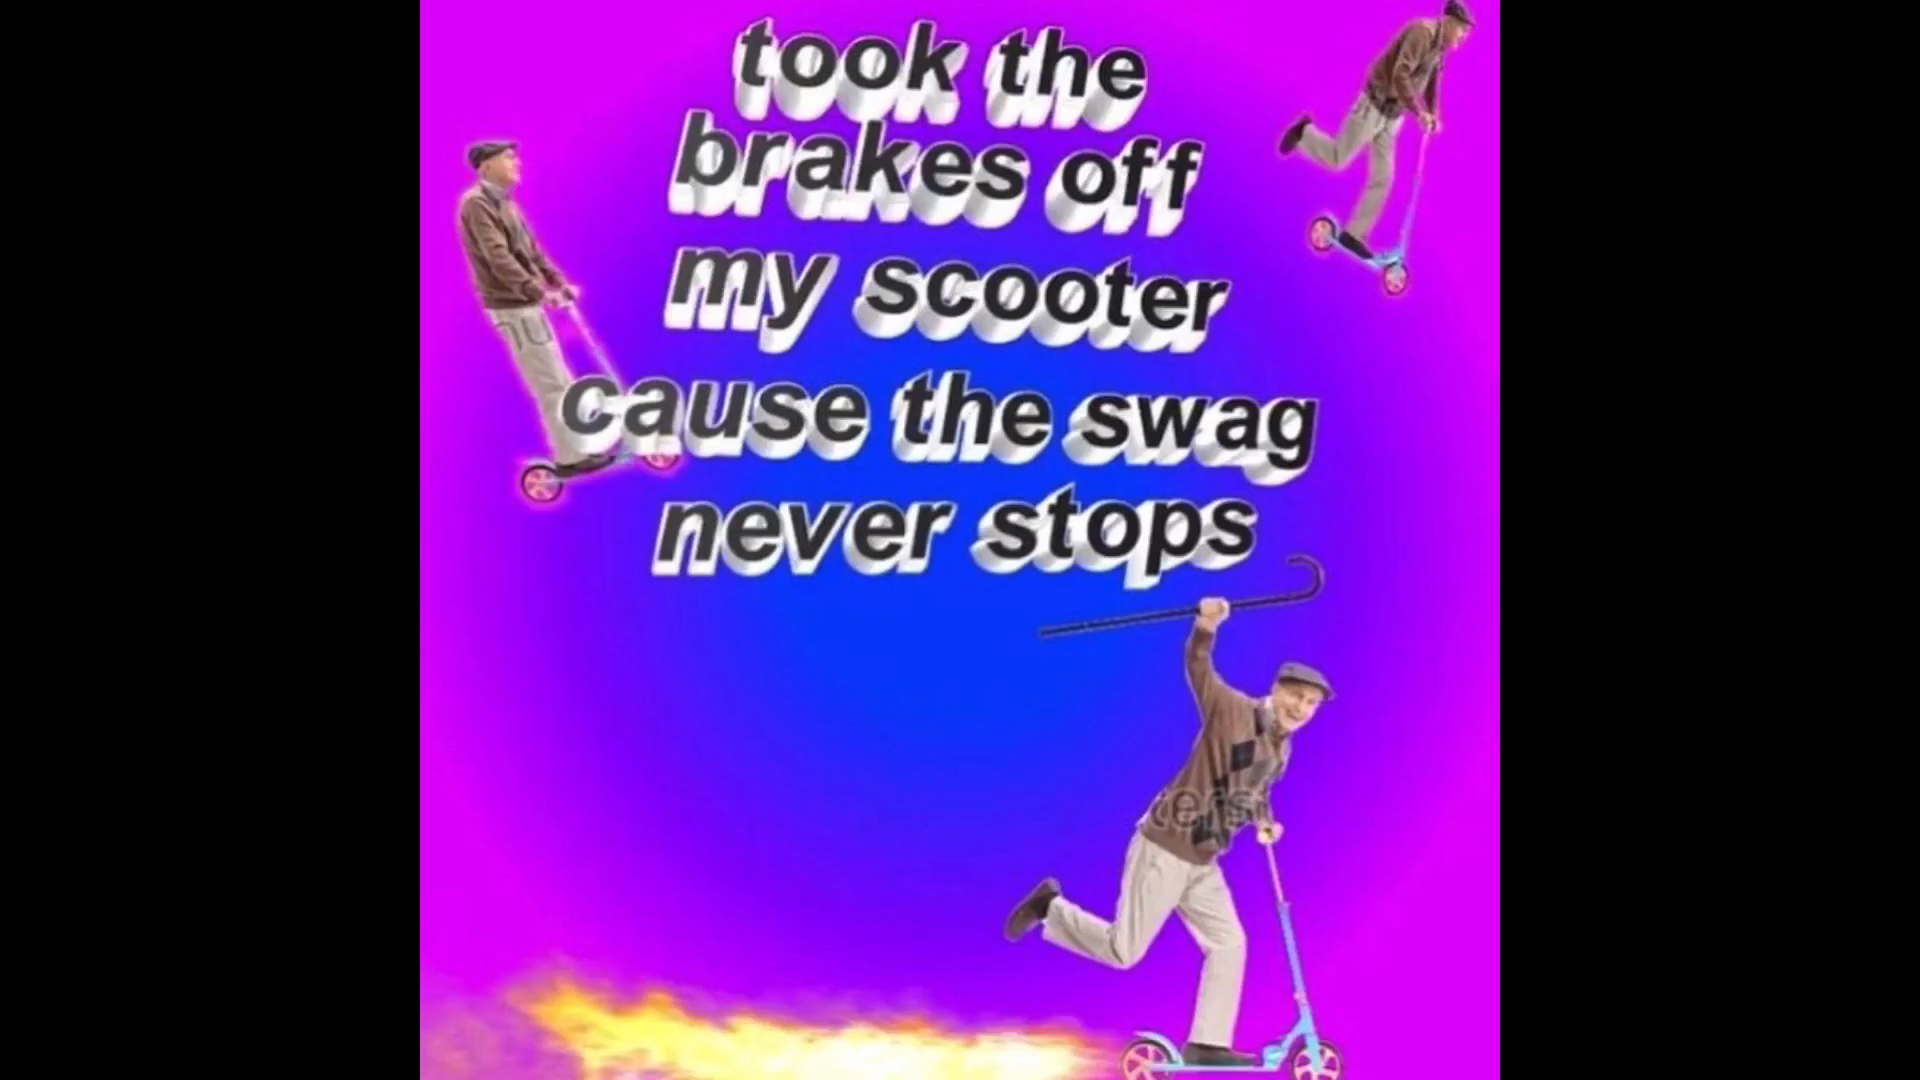 took the
brakes off
my scooter
cause the swag
never stops